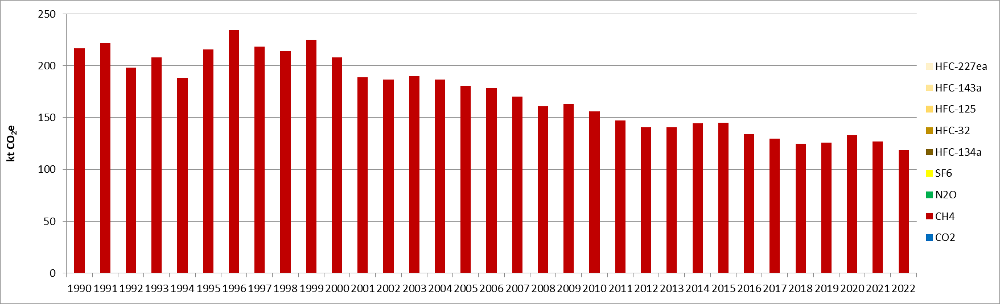 250
200
150
100
50
0
kt CO₂e
1990 1991 1992 1993 1994 1995 1996 1997 1998 1999 2000 2001 2002 2003 2004 2005 2006 2007 2008 2009 2010 2011 2012 2013 2014 2015 2016 2017 2018 2019 2020 2021 2022
HFC-227ea
HFC-143a
HFC-125
HFC-32
HFC-134a
SF6
N2O
CH4
CO2